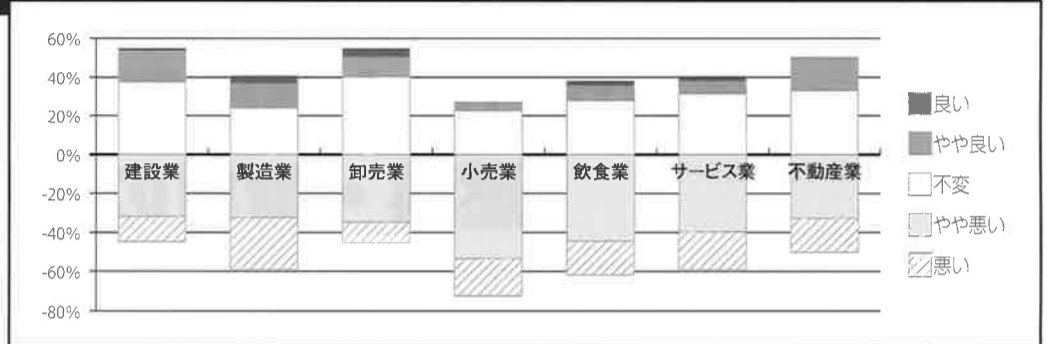 60%
40%
20%
0%
-20%
-40%
-60%
-80%
建設業
製造業
卸売業
小売業
飲食業
サービス業
不動産業
良い
やや良い
不変
やや悪い
悪い